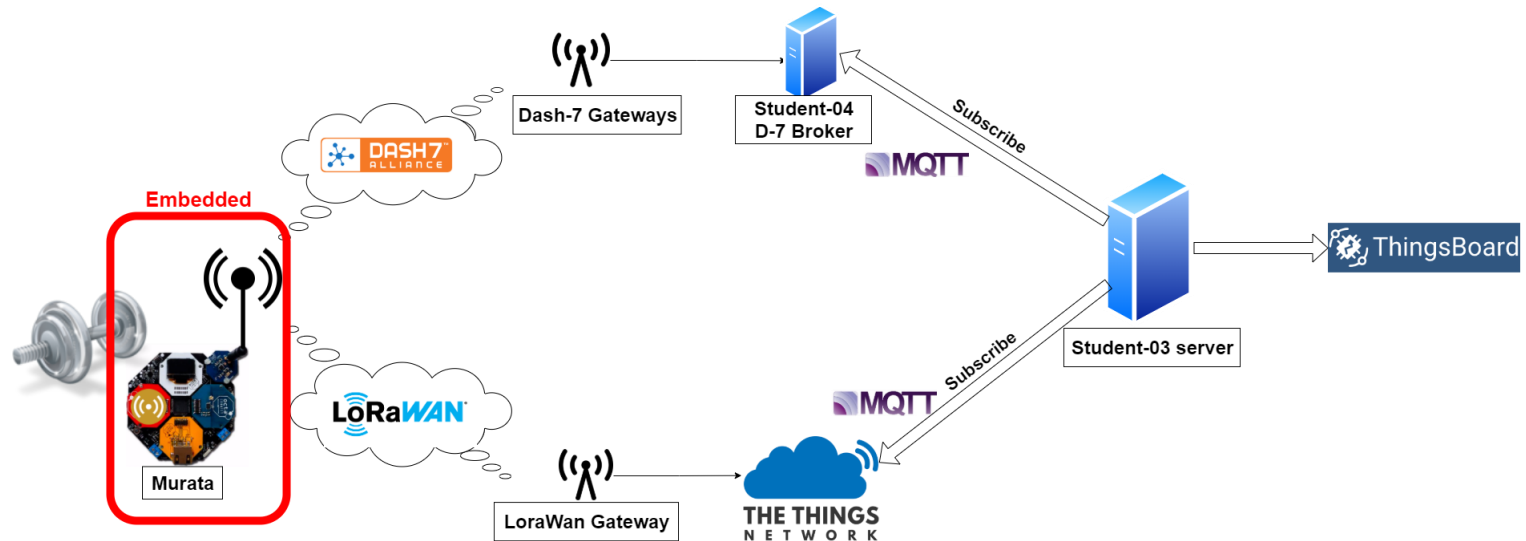 Embedded
Murata
DASH7™
ALLIANCE
Dash-7 Gateways
Student-04
D-7 Broker
Subscribe
MQTT
LoRaWAN
LoraWan Gateway
THE THINGS
NETWORK
MQTT
Subscribe
Student-03 server
ThingsBoard